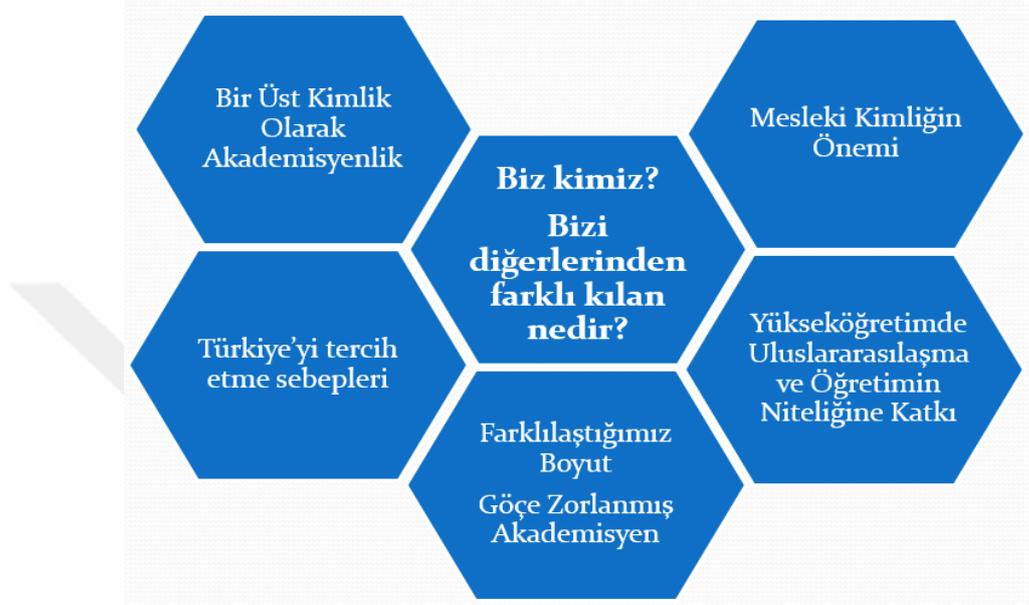 Bir Üst Kimlik
Olarak
Akademisyenlik
Mesleki Kimliğin
Önemi
Biz kimiz?
Bizi
diğerlerinden
farklı kılan
nedir?
Türkiye’yi tercih
etme sebepleri
Yükseköğretimde
Uluslararasılaşma
ve Öğretimin
Niteliğine Katkı
Farklılaştığımız
Boyut
Göçe Zorlanmış
Akademisyen